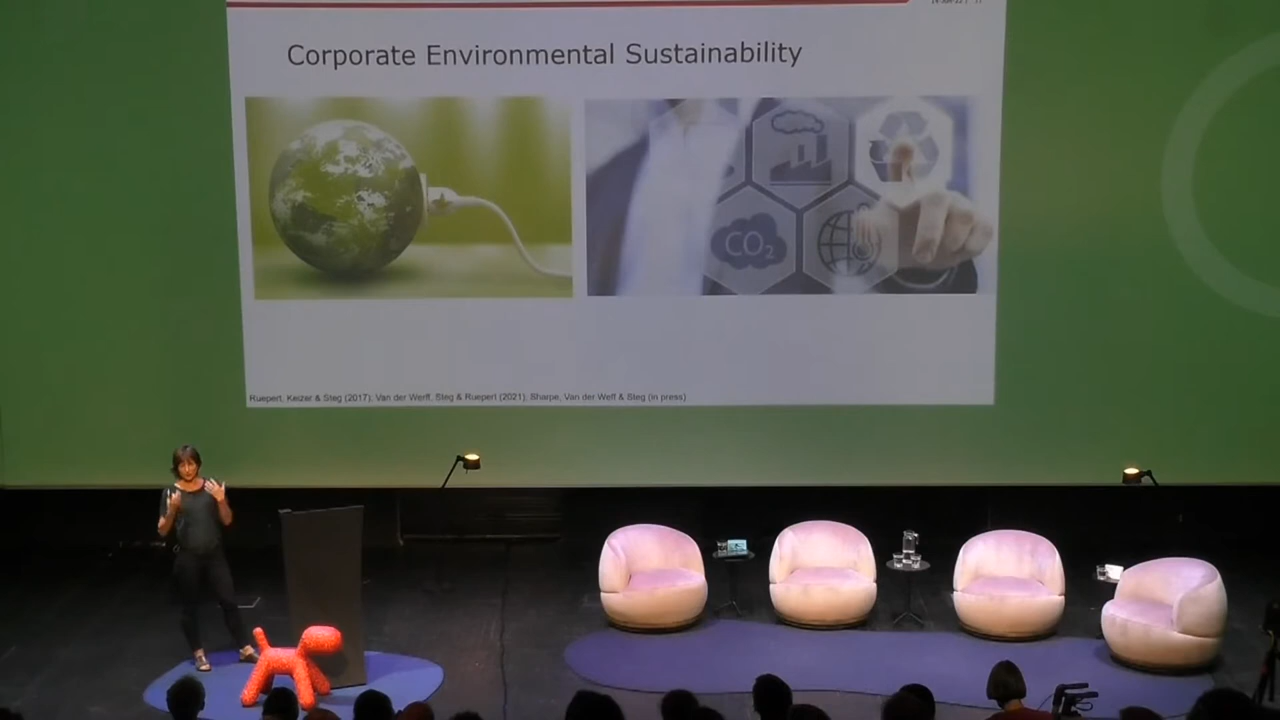 Corporate Environmental Sustainability
CO₂
Ruepert, Keizer & Steg (2017), Van der Werff, Steg & Ruepert (2021), Sharpe, Van der Weff & Steg (in press)